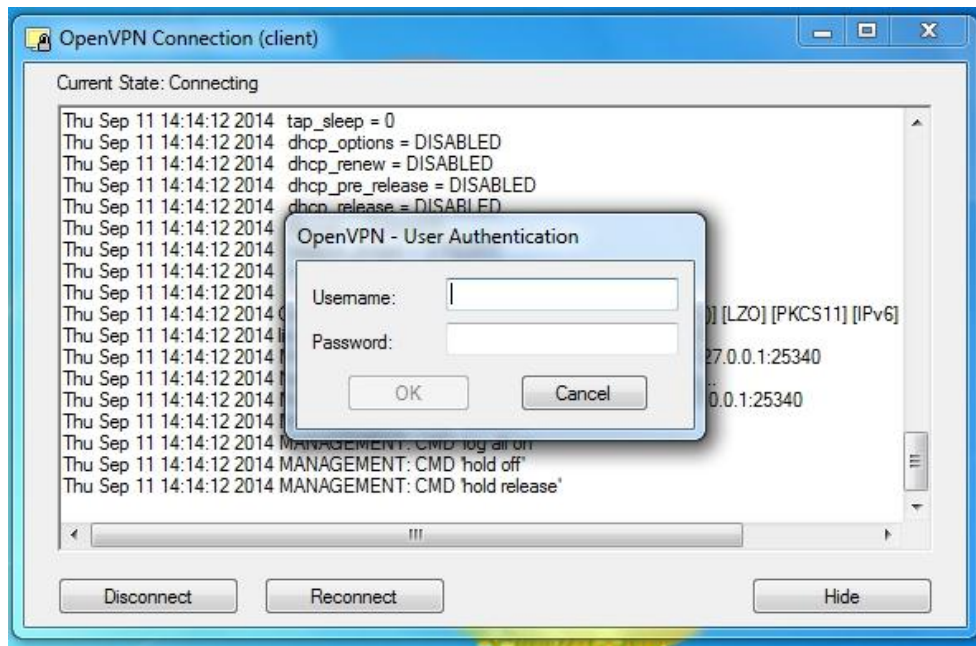 OpenVPN Connection (client)
Current State: Connecting
Thu Sep 11 14:14:12 2014 tap_sleep = 0
Thu Sep 11 14:14:12 2014 dhcp_options = DISABLED
Thu Sep 11 14:14:12 2014 dhcp_renew = DISABLED
Thu Sep 11 14:14:12 2014 dhcp_pre_release = DISABLED
Thu Sep 11 14:14:12 2014 dhcp_release = DISABLED
Thu Sep 11 14:14:12 2014
Thu Sep 11 14:14:12 2014
Thu Sep 11 14:14:12 2014
Thu Sep 11 14:14:12 2014
Thu Sep 11 14:14:12 2014 [LZO] [PKCS11] [IPv6]
Thu Sep 11 14:14:12 2014
Thu Sep 11 14:14:12 2014 27.0.0.1:25340
Thu Sep 11 14:14:12 2014 ...
Thu Sep 11 14:14:12 2014 0.0.1:25340
Thu Sep 11 14:14:12 2014
Thu Sep 11 14:14:12 2014 MANAGEMENT: CMD 'log all on'
Thu Sep 11 14:14:12 2014 MANAGEMENT: CMD 'hold off'
Thu Sep 11 14:14:12 2014 MANAGEMENT: CMD 'hold release'
OpenVPN - User Authentication
Username:
Password:
OK Cancel
Disconnect Reconnect Hide